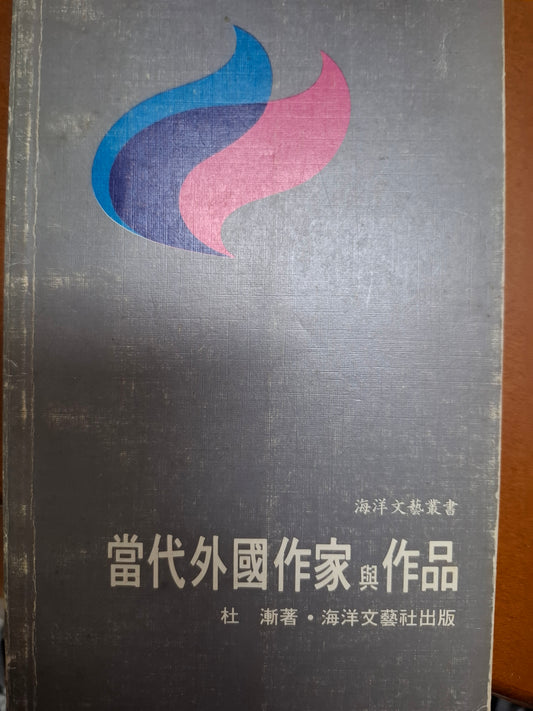 海洋文藝叢書
當代外國作家與作品
杜 漸著・海洋文藝社出版